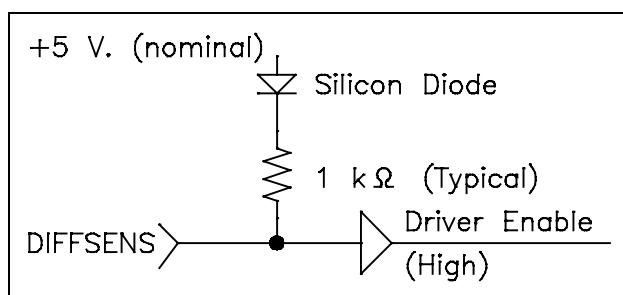 +5 V. (nominal)
Silicon Diode
1 kΩ (Typical)
DIFFSENS
Driver Enable
(High)